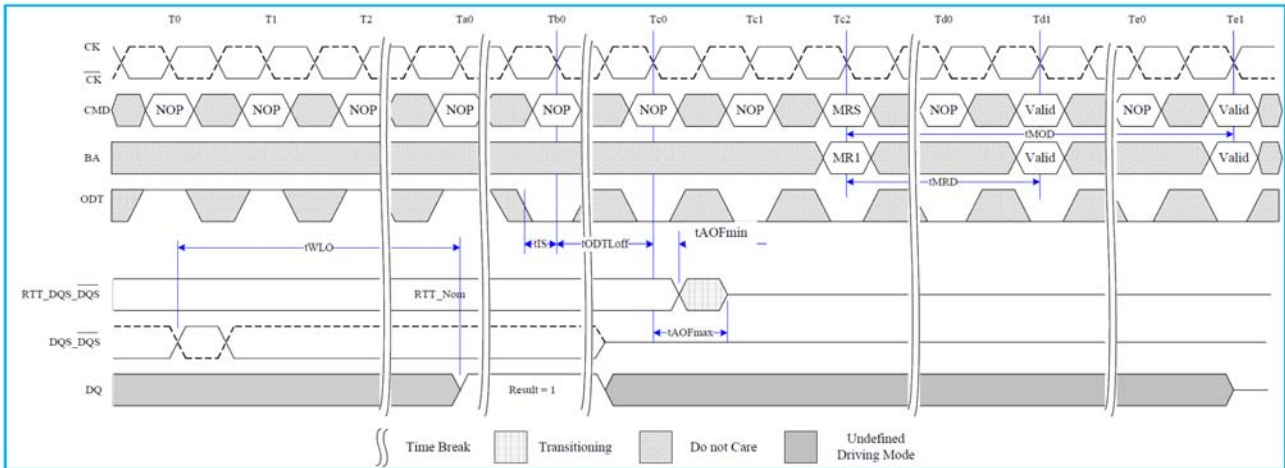 T0 T1 T2 Ta0 Tb0 Tc0 Tc1 Tc2 Td0 Td1 Te0 Te1
CK
CK
CMD NOP NOP NOP NOP NOP NOP NOP MRS NOP Valid NOP Valid
tMOD
BA MR1 Valid Valid
tMRD
ODT
tWLO tIS tODTLoff tAOFmin
RTT_DQS_DQS RTT_Nom
tAOFmax
DQS_DQS
DQ Result = 1
Time Break Transitioning Do not Care Undefined
Driving Mode